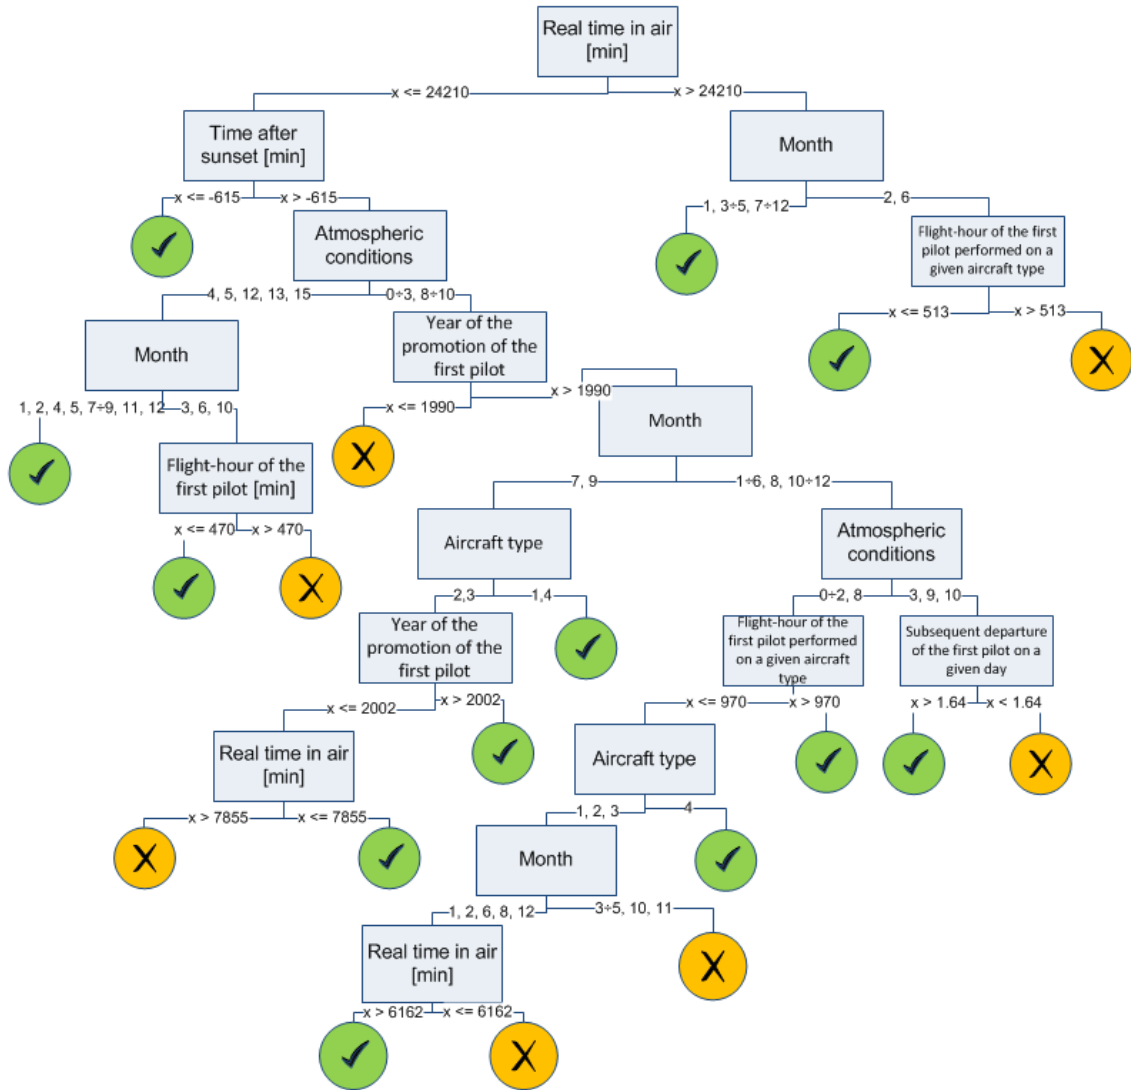 Real time in air
[min]
x <= 24210
x > 24210
Time after
sunset [min]
Month
x <= -615
x > -615
1, 3÷5, 7÷12
2, 6
Atmospheric
conditions
Flight-hour of the first
pilot performed on a
given aircraft type
4, 5, 12, 13, 15
0÷3, 8÷10
x <= 513
x > 513
Month
Year of the
promotion of the
first pilot
1, 2, 4, 5, 7÷9, 11, 12
3, 6, 10
x <= 1990
x > 1990
Month
Flight-hour of the
first pilot [min]
x <= 470
x > 470
7, 9
1÷6, 8, 10÷12
Aircraft type
Atmospheric
conditions
2,3
1,4
0÷2, 8
3, 9, 10
Year of the
promotion of the
first pilot
Flight-hour of the
first pilot performed
on a given aircraft
type
Subsequent departure
of the first pilot on a
given day
x <= 2002
x > 2002
x <= 970
x > 970
x > 1.64
x < 1.64
Real time in air
[min]
Aircraft type
x > 7855
x <= 7855
1, 2, 3
4
Month
1, 2, 6, 8, 12
3÷5, 10, 11
Real time in air
[min]
x > 6162
x <= 6162